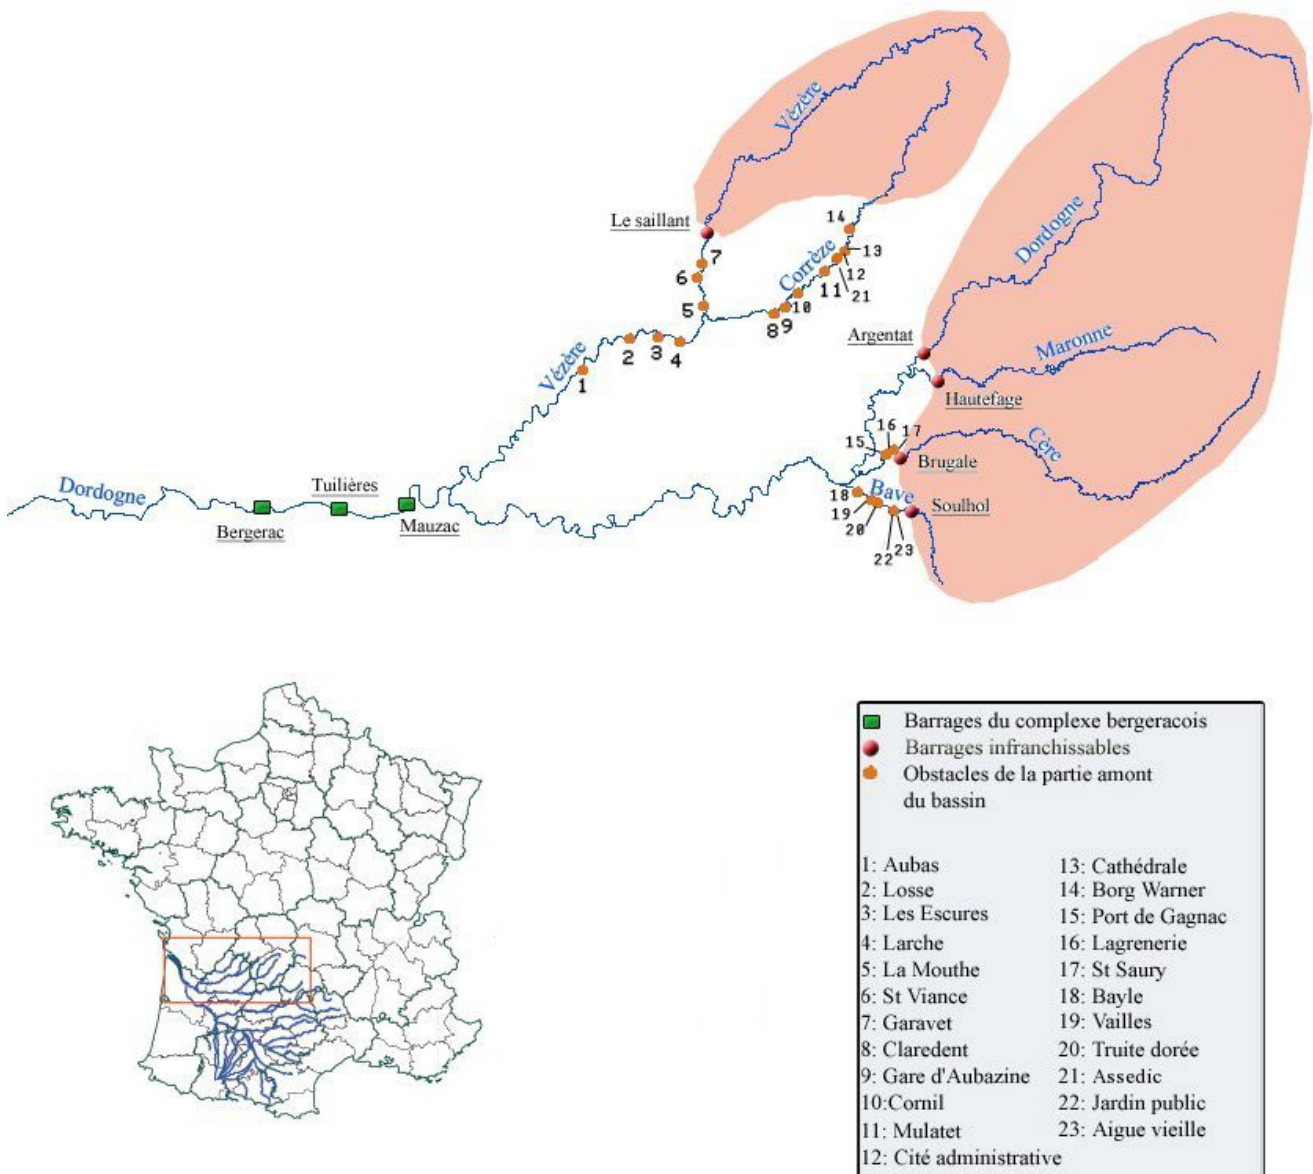 Vézère
Le saillant
14
7
6
13
12
21
Corrèze
11
10
5
8
9
Dordogne
2
3
4
Vézère
1
Argentat
Maronne
Hautefage
16
17
15
Brugale
Cère
Dordogne
Tuilières
Bergerac
Mauzac
18
Bave
19
20
22
23
Soulhol
Barrages du complexe bergeracois
Barrages infranchissables
Obstacles de la partie amont
du bassin
1: Aubas
2: Losse
3: Les Escures
4: Larche
5: La Mouthe
6: St Viance
7: Garavet
8: Claredent
9: Gare d'Aubazine
10:Cornil
11: Mulatet
12: Cité administrative
13: Cathédrale
14: Borg Warner
15: Port de Gagnac
16: Lagrenerie
17: St Saury
18: Bayle
19: Vailles
20: Truite dorée
21: Assedic
22: Jardin public
23: Aigue vieille